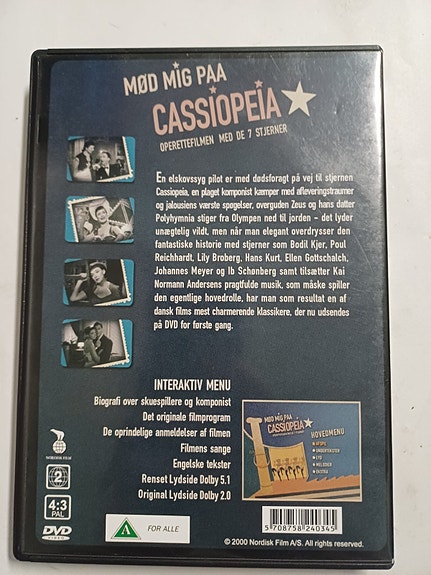 MØD MIG PAA
CASSIOPEIA
OPERETTEFILMEN MED DE 7 STJERNER
En elskovssyg pilot er med dødsforagt på vej til stjernen
Cassiopeia, en plaget komponist kæmper med afleveringstraumer
og jalousiens værste spøgelser, overguden Zeus og hans datter
Polyhymnia stiger fra Olympen ned til jorden – det lyder
unægtelig vildt, men når man elegant overdrysser den
fantastiske historie med stjerner som Bodil Kjer, Poul
Reichhardt, Lily Broberg, Hans Kurt, Ellen Gottschalch,
Johannes Meyer og Ib Schønberg samt tilsætter Kai
Normann Andersens pragtfulde musik, som måske spiller
den egentlige hovedrolle, har man som resultat en af
dansk films mest charmerende klassikere, der nu udsendes
på DVD for første gang.
INTERAKTIV MENU
Biografi over skuespillere og komponist
Det originale filmprogram
De oprindelige anmeldelser af filmen
Filmens sange
Engelske tekster
Renset Lydside Dolby 5.1
Original Lydside Dolby 2.0
MØD MIG PAA
CASSIOPEIA
HOVEDMENU
AFSPIL
UNDERTEKSTER
LYD
MELODIER
EKSTRA
NORDISK FILM
2
4:3
PAL
DVD
VIDEO
A
FOR ALLE
5 708758 240345
© 2000 Nordisk Film A/S. All rights reserved.